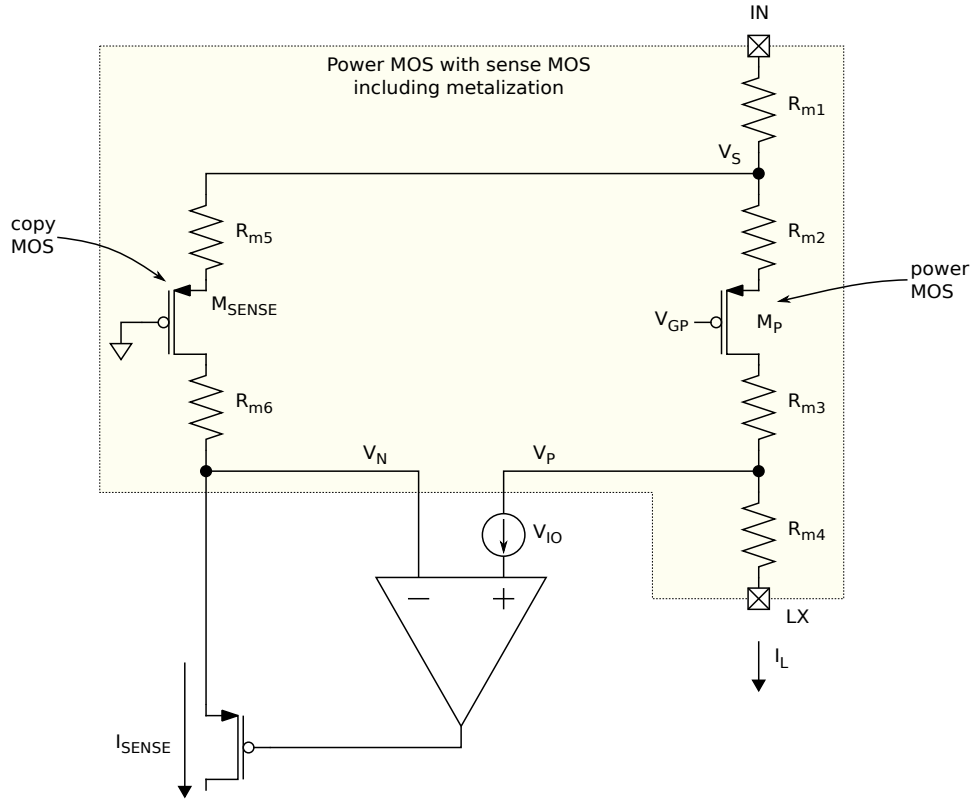 IN
Power MOS with sense MOS
including metalization
Rm1
VS
copy
MOS
Rm5
Rm2
power
MOS
MSENSE
VGP
MP
Rm6
Rm3
VN
VP
VIO
Rm4
− +
LX
IL
ISENSE